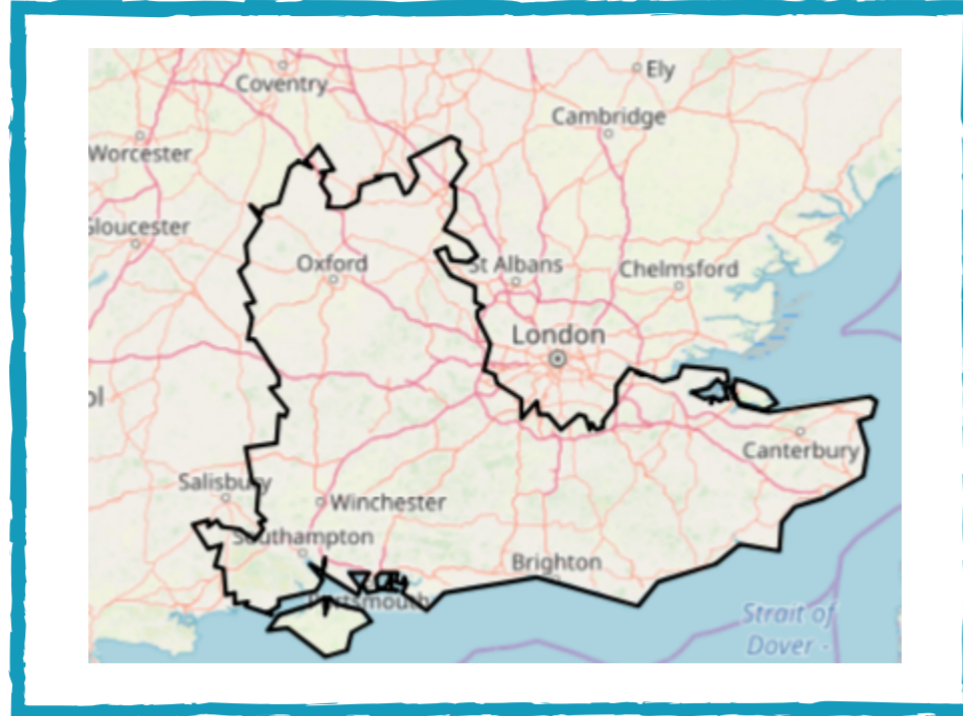 Ely
Coventry
Cambridge
Worcester
Gloucester
Oxford
St Albans
Chelmsford
London
ol
Canterbury
Salisbury
Winchester
Southampton
Brighton
Portsmouth
Strait of
Dover -